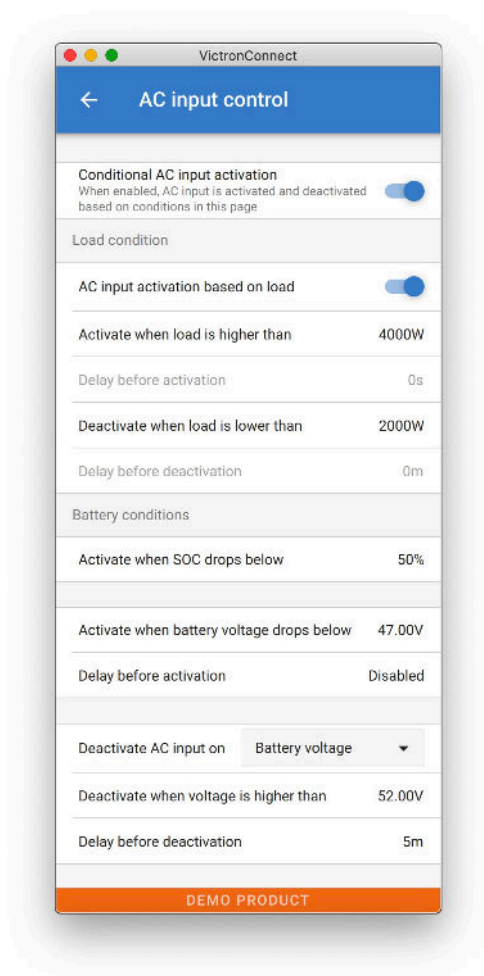 VictronConnect
AC input control
Conditional AC input activation
When enabled, AC input is activated and deactivated
based on conditions in this page
Load condition
AC input activation based on load
Activate when load is higher than 4000W
Delay before activation 0s
Deactivate when load is lower than 2000W
Delay before deactivation 0m
Battery conditions
Activate when SOC drops below 50%
Activate when battery voltage drops below 47.00V
Delay before activation Disabled
Deactivate AC input on Battery voltage
Deactivate when voltage is higher than 52.00V
Delay before deactivation 5m
DEMO PRODUCT